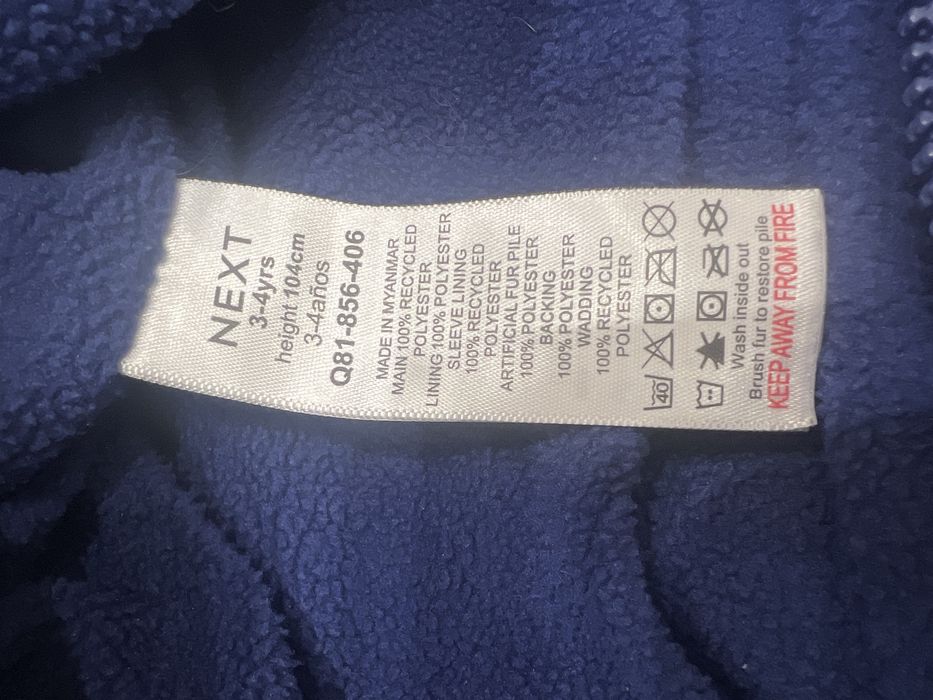 NEXT
3-4yrs
height 104cm
3-4años
Q81-856-406
MADE IN MYANMAR
MAIN 100% RECYCLED
POLYESTER
LINING 100% POLYESTER
SLEEVE LINING
100% RECYCLED
POLYESTER
ARTIFICIAL FUR PILE
100% POLYESTER
BACKING
100% POLYESTER
WADDING
100% RECYCLED
POLYESTER
40
Wash inside out
Brush fur to restore pile
KEEP AWAY FROM FIRE